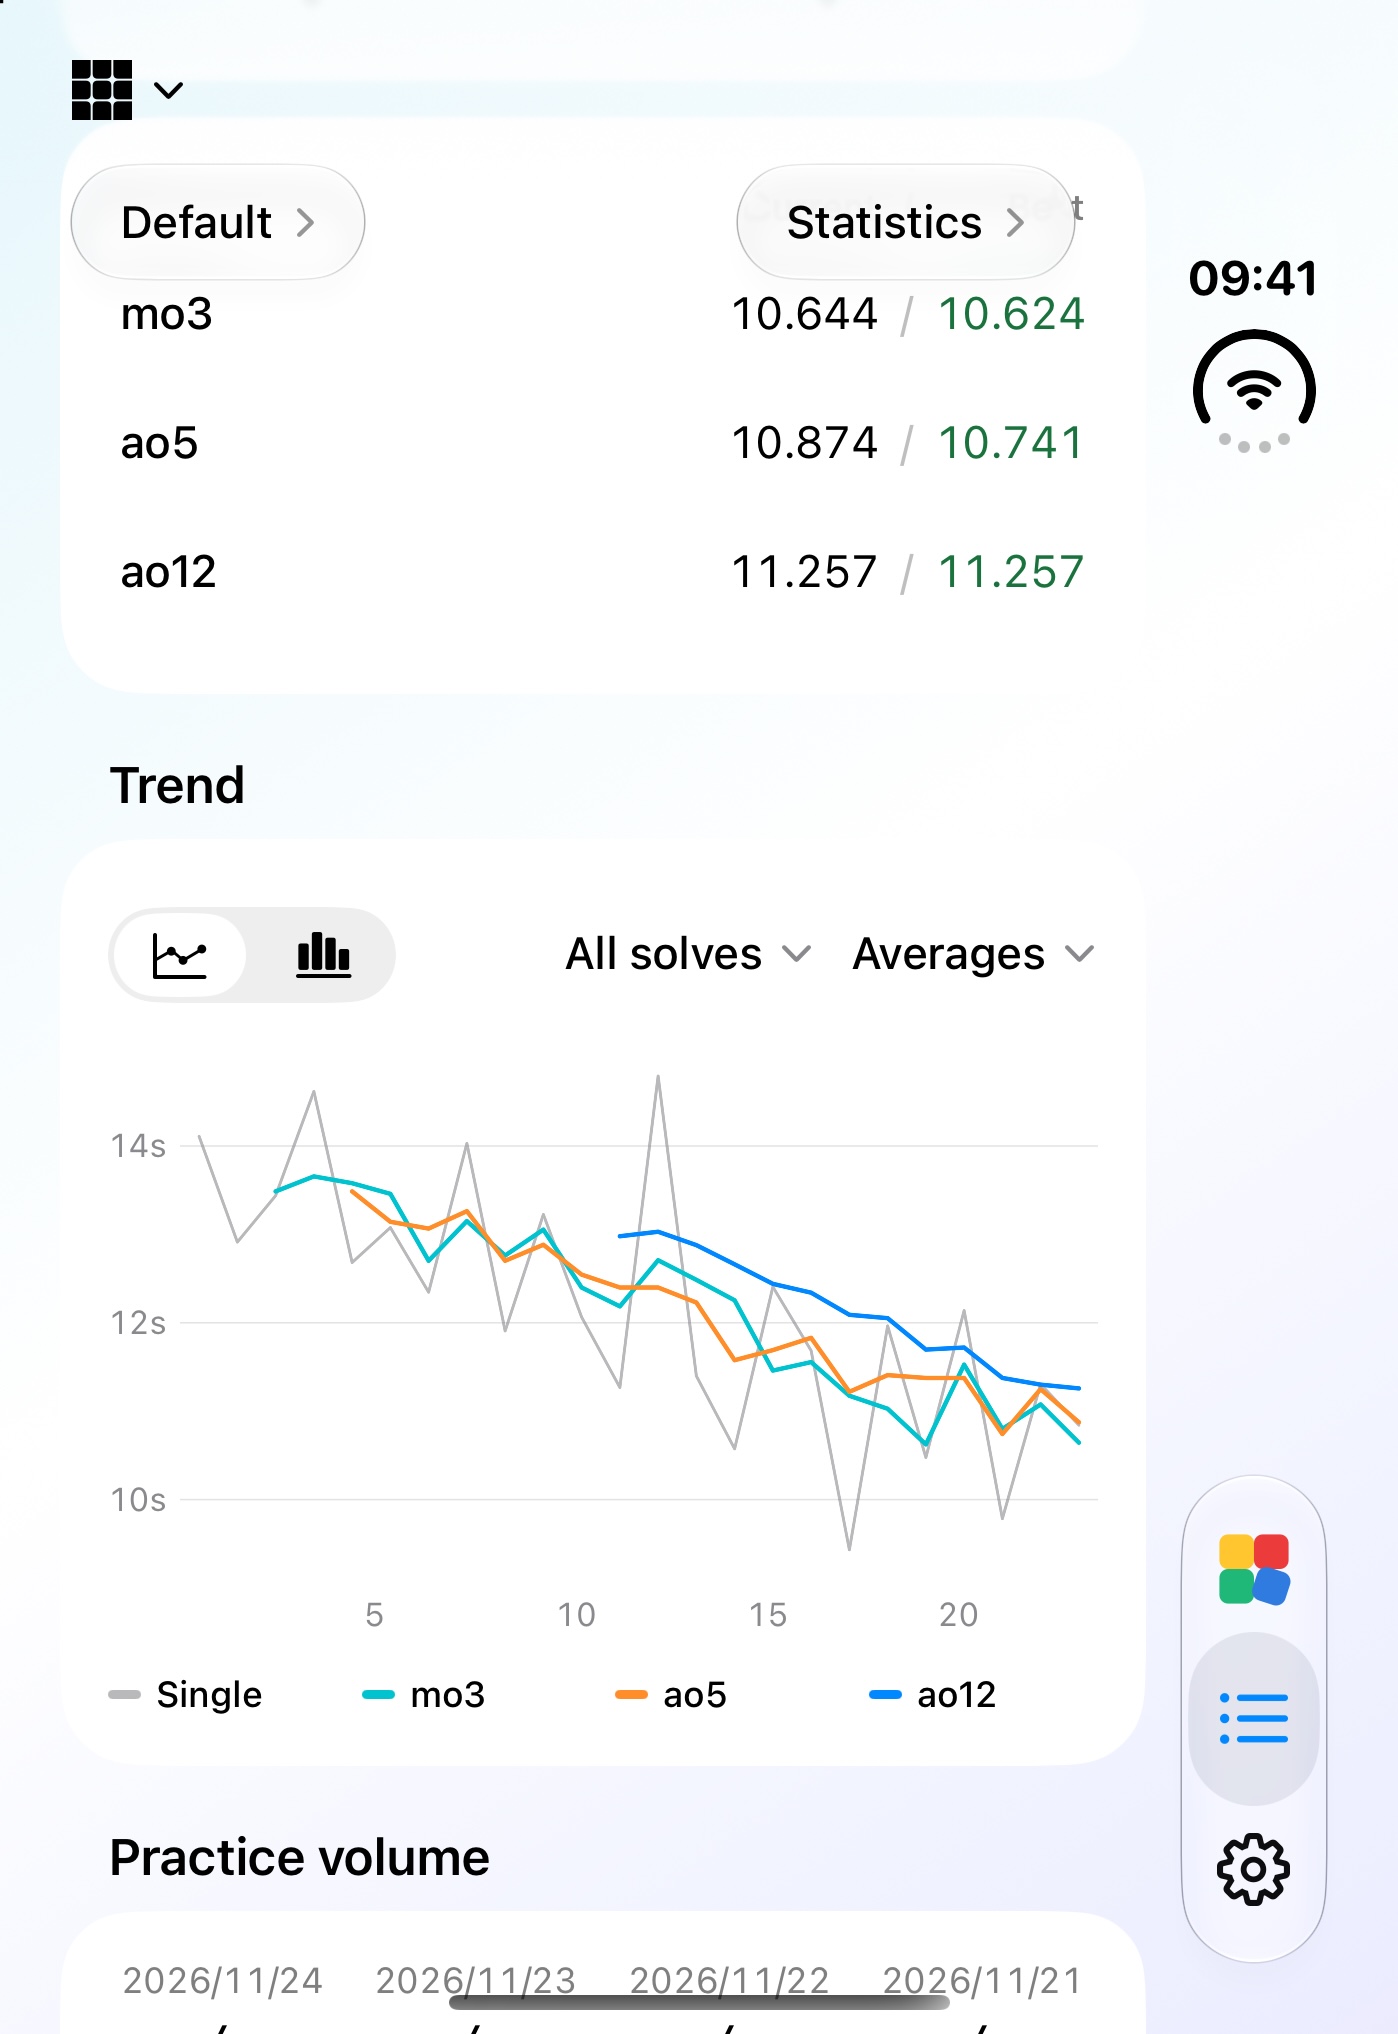 Default
Statistics
09:41
mo3 10.644 / 10.624
ao5 10.874 / 10.741
ao12 11.257 / 11.257
Trend
All solves Averages
14s
12s
10s
5 10 15 20
Single mo3 ao5 ao12
Practice volume
2026/11/24 2026/11/23 2026/11/22 2026/11/21